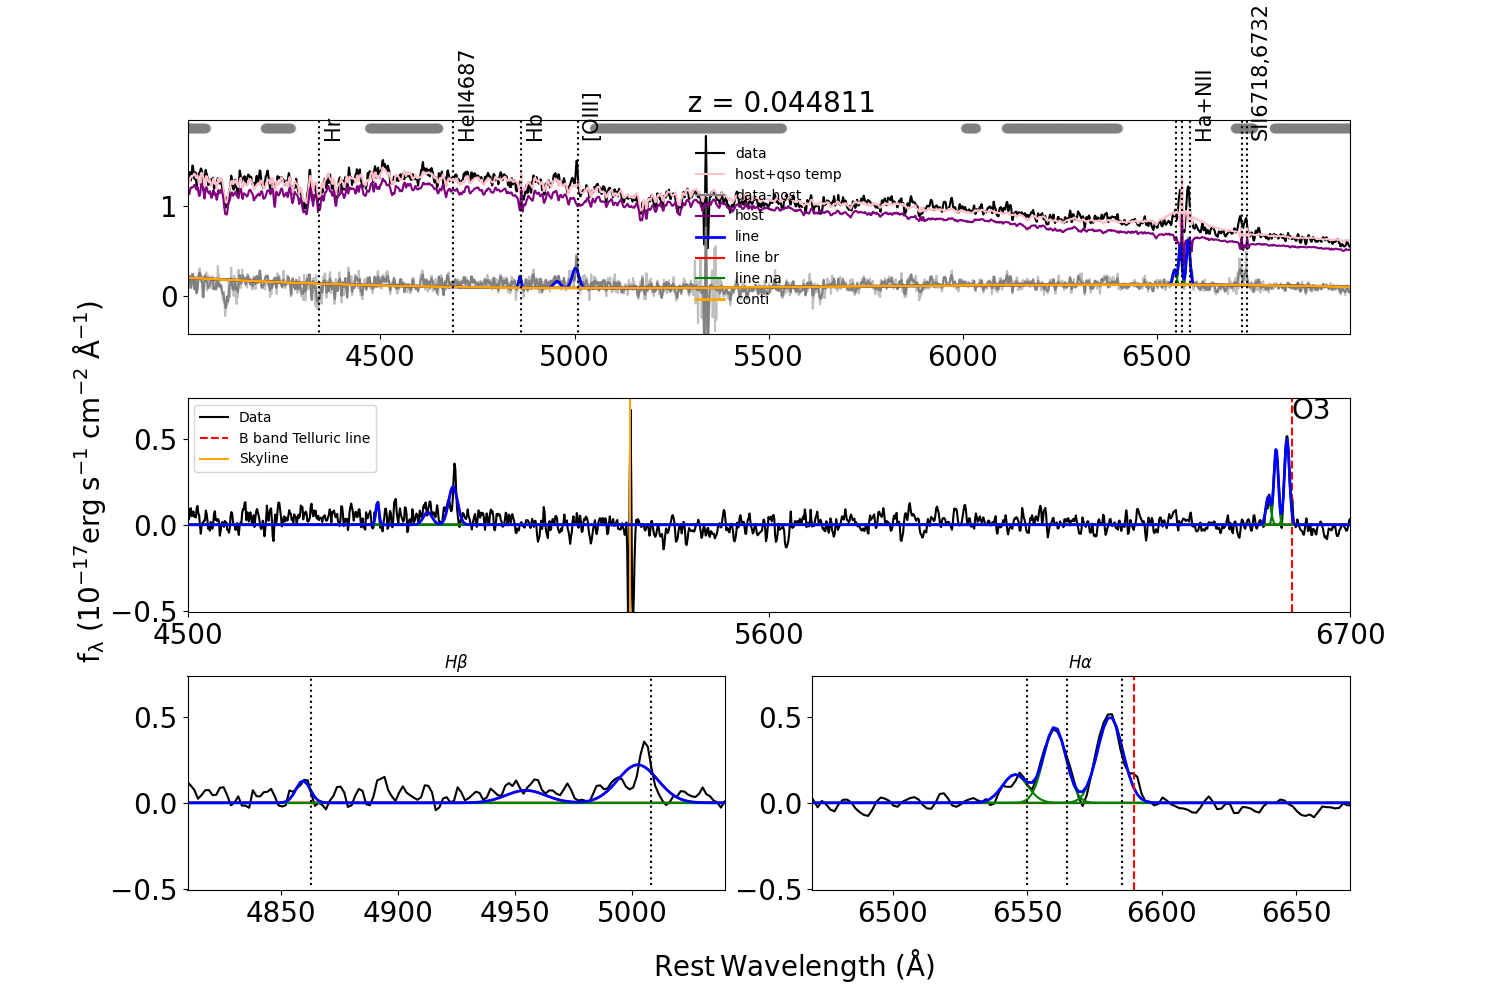 z = 0.044811
Hr
HeII4687
Hb
[OIII]
Ha+NII
SII6718,6732
data
host+qso temp
data-host
host
line
line br
line na
conti
1
0
4500 5000 5500 6000 6500
f_λ (10^−17 erg s^−1 cm^−2 Å^−1)
Data
B band Telluric line
Skyline
O3
0.5
0.0
−0.5
4500 5600 6700
Hβ
0.5
0.0
−0.5
4850 4900 4950 5000
Hα
0.5
0.0
−0.5
6500 6550 6600 6650
Rest Wavelength (Å)